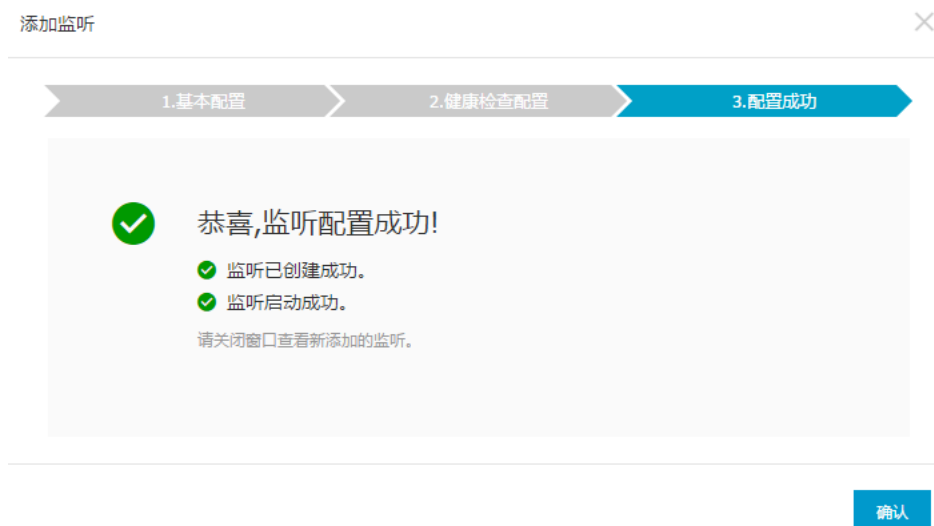 添加监听
1.基本配置
2.健康检查配置
3.配置成功
恭喜,监听配置成功!
监听已创建成功。
监听启动成功。
请关闭窗口查看新添加的监听。
确认